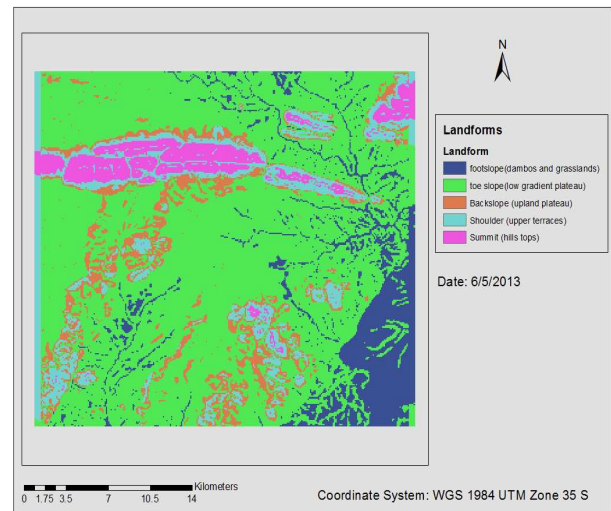 N
Landforms
Landform
footslope(dambos and grasslands)
toe slope(low gradient plateau)
Backslope (upland plateau)
Shoulder (upper terraces)
Summit (hills tops)
Date: 6/5/2013
Kilometers
0 1.75 3.5 7 10.5 14
Coordinate System: WGS 1984 UTM Zone 35 S